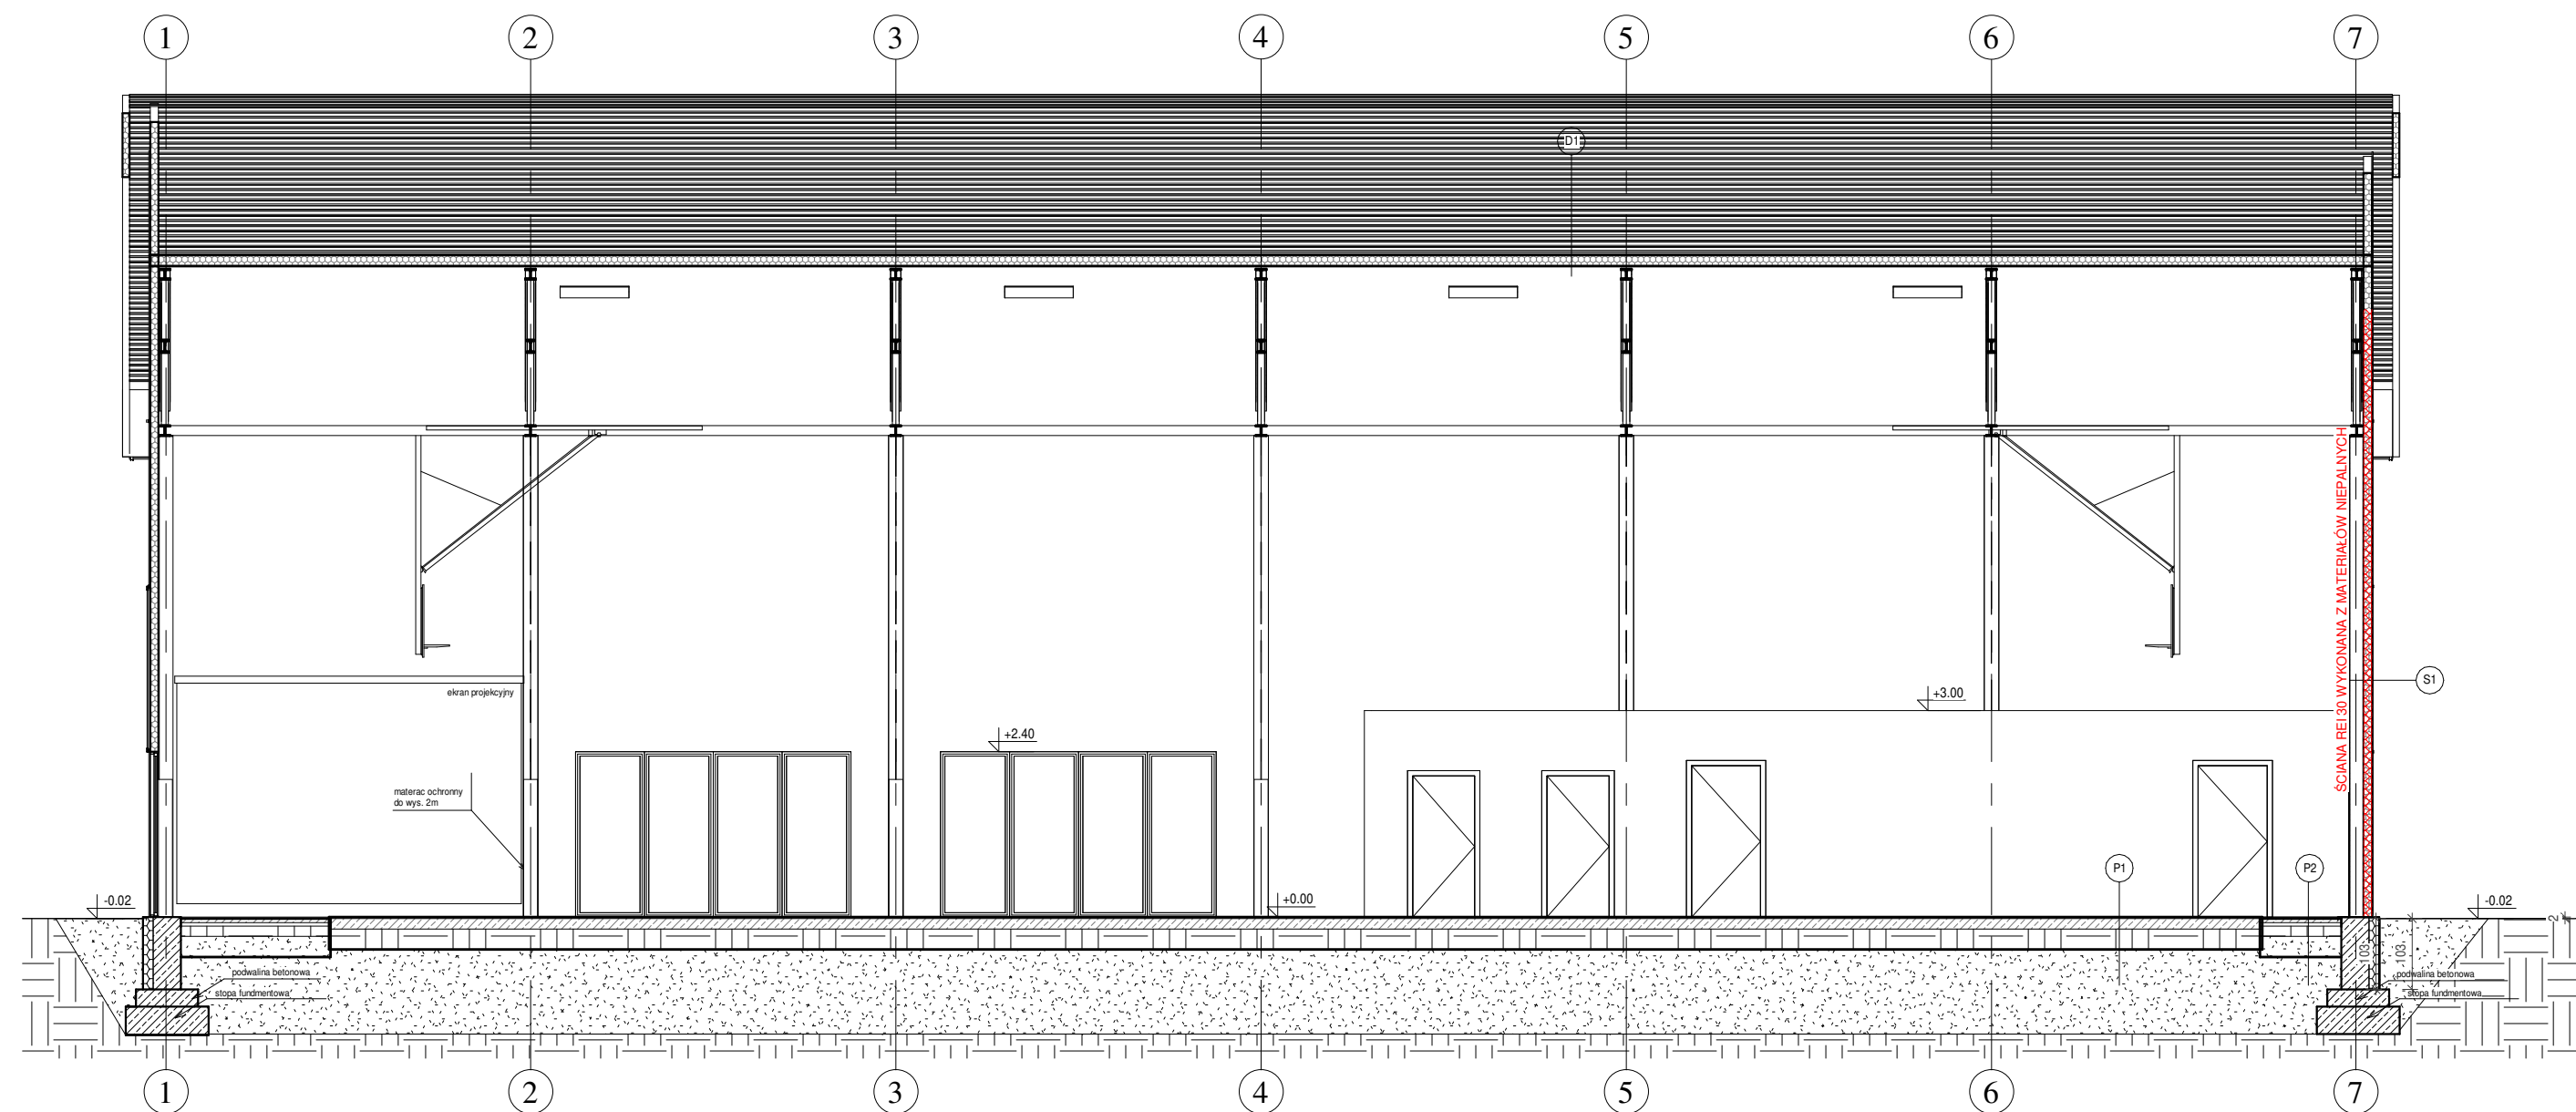 1 2 3 4 5 6 7
D1
ŚCIANA REI 30 WYKONANA Z MATERIAŁÓW NIEPALNYCH
S1
ekran projekcyjny
+3.00
+2.40
materac ochronny
do wys. 2m
P1
P2
-0.02
+0.00
-0.02
2
103
103
podwalina betonowa
stopa fundmentowa
podwalina betonowa
stopa fundmentowa
1 2 3 4 5 6 7